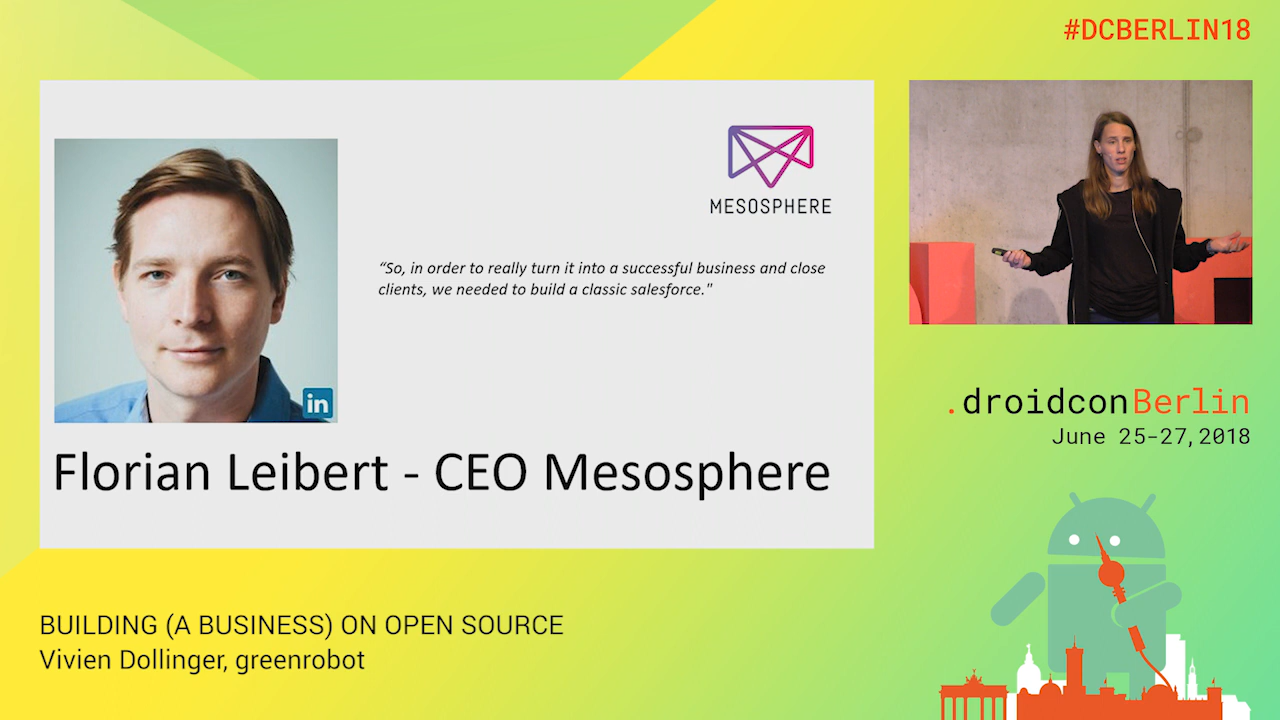 #DCBERLIN18
MESOSPHERE
“So, in order to really turn it into a successful business and close
clients, we needed to build a classic salesforce."
in
Florian Leibert - CEO Mesosphere
.droidconBerlin
June 25-27, 2018
BUILDING (A BUSINESS) ON OPEN SOURCE
Vivien Dollinger, greenrobot